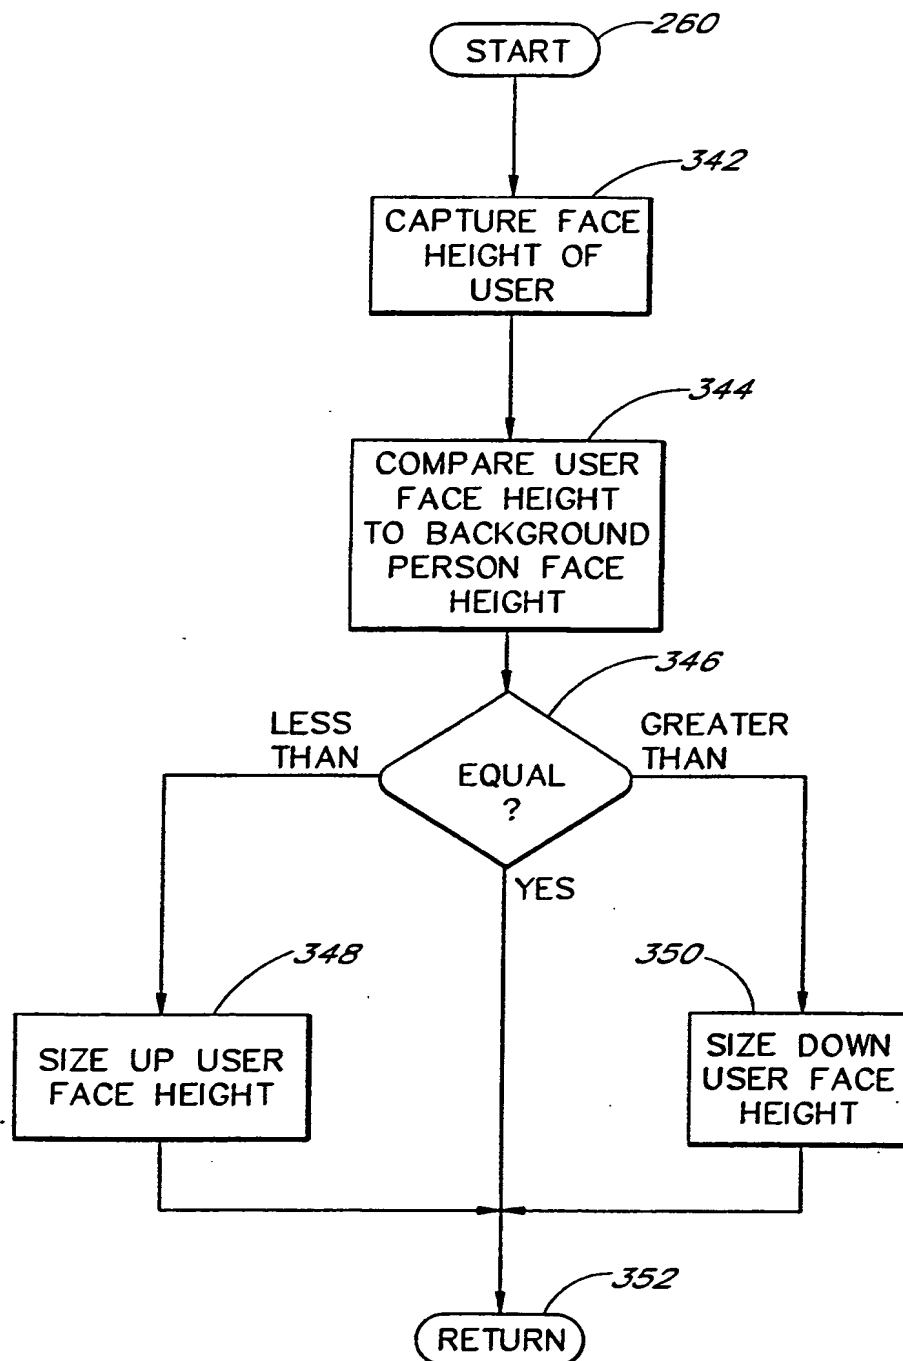 260
START
342
CAPTURE FACE
HEIGHT OF
USER
344
COMPARE USER
FACE HEIGHT
TO BACKGROUND
PERSON FACE
HEIGHT
346
LESS
THAN
GREATER
THAN
EQUAL
?
YES
348
350
SIZE UP USER
FACE HEIGHT
SIZE DOWN
USER FACE
HEIGHT
352
RETURN